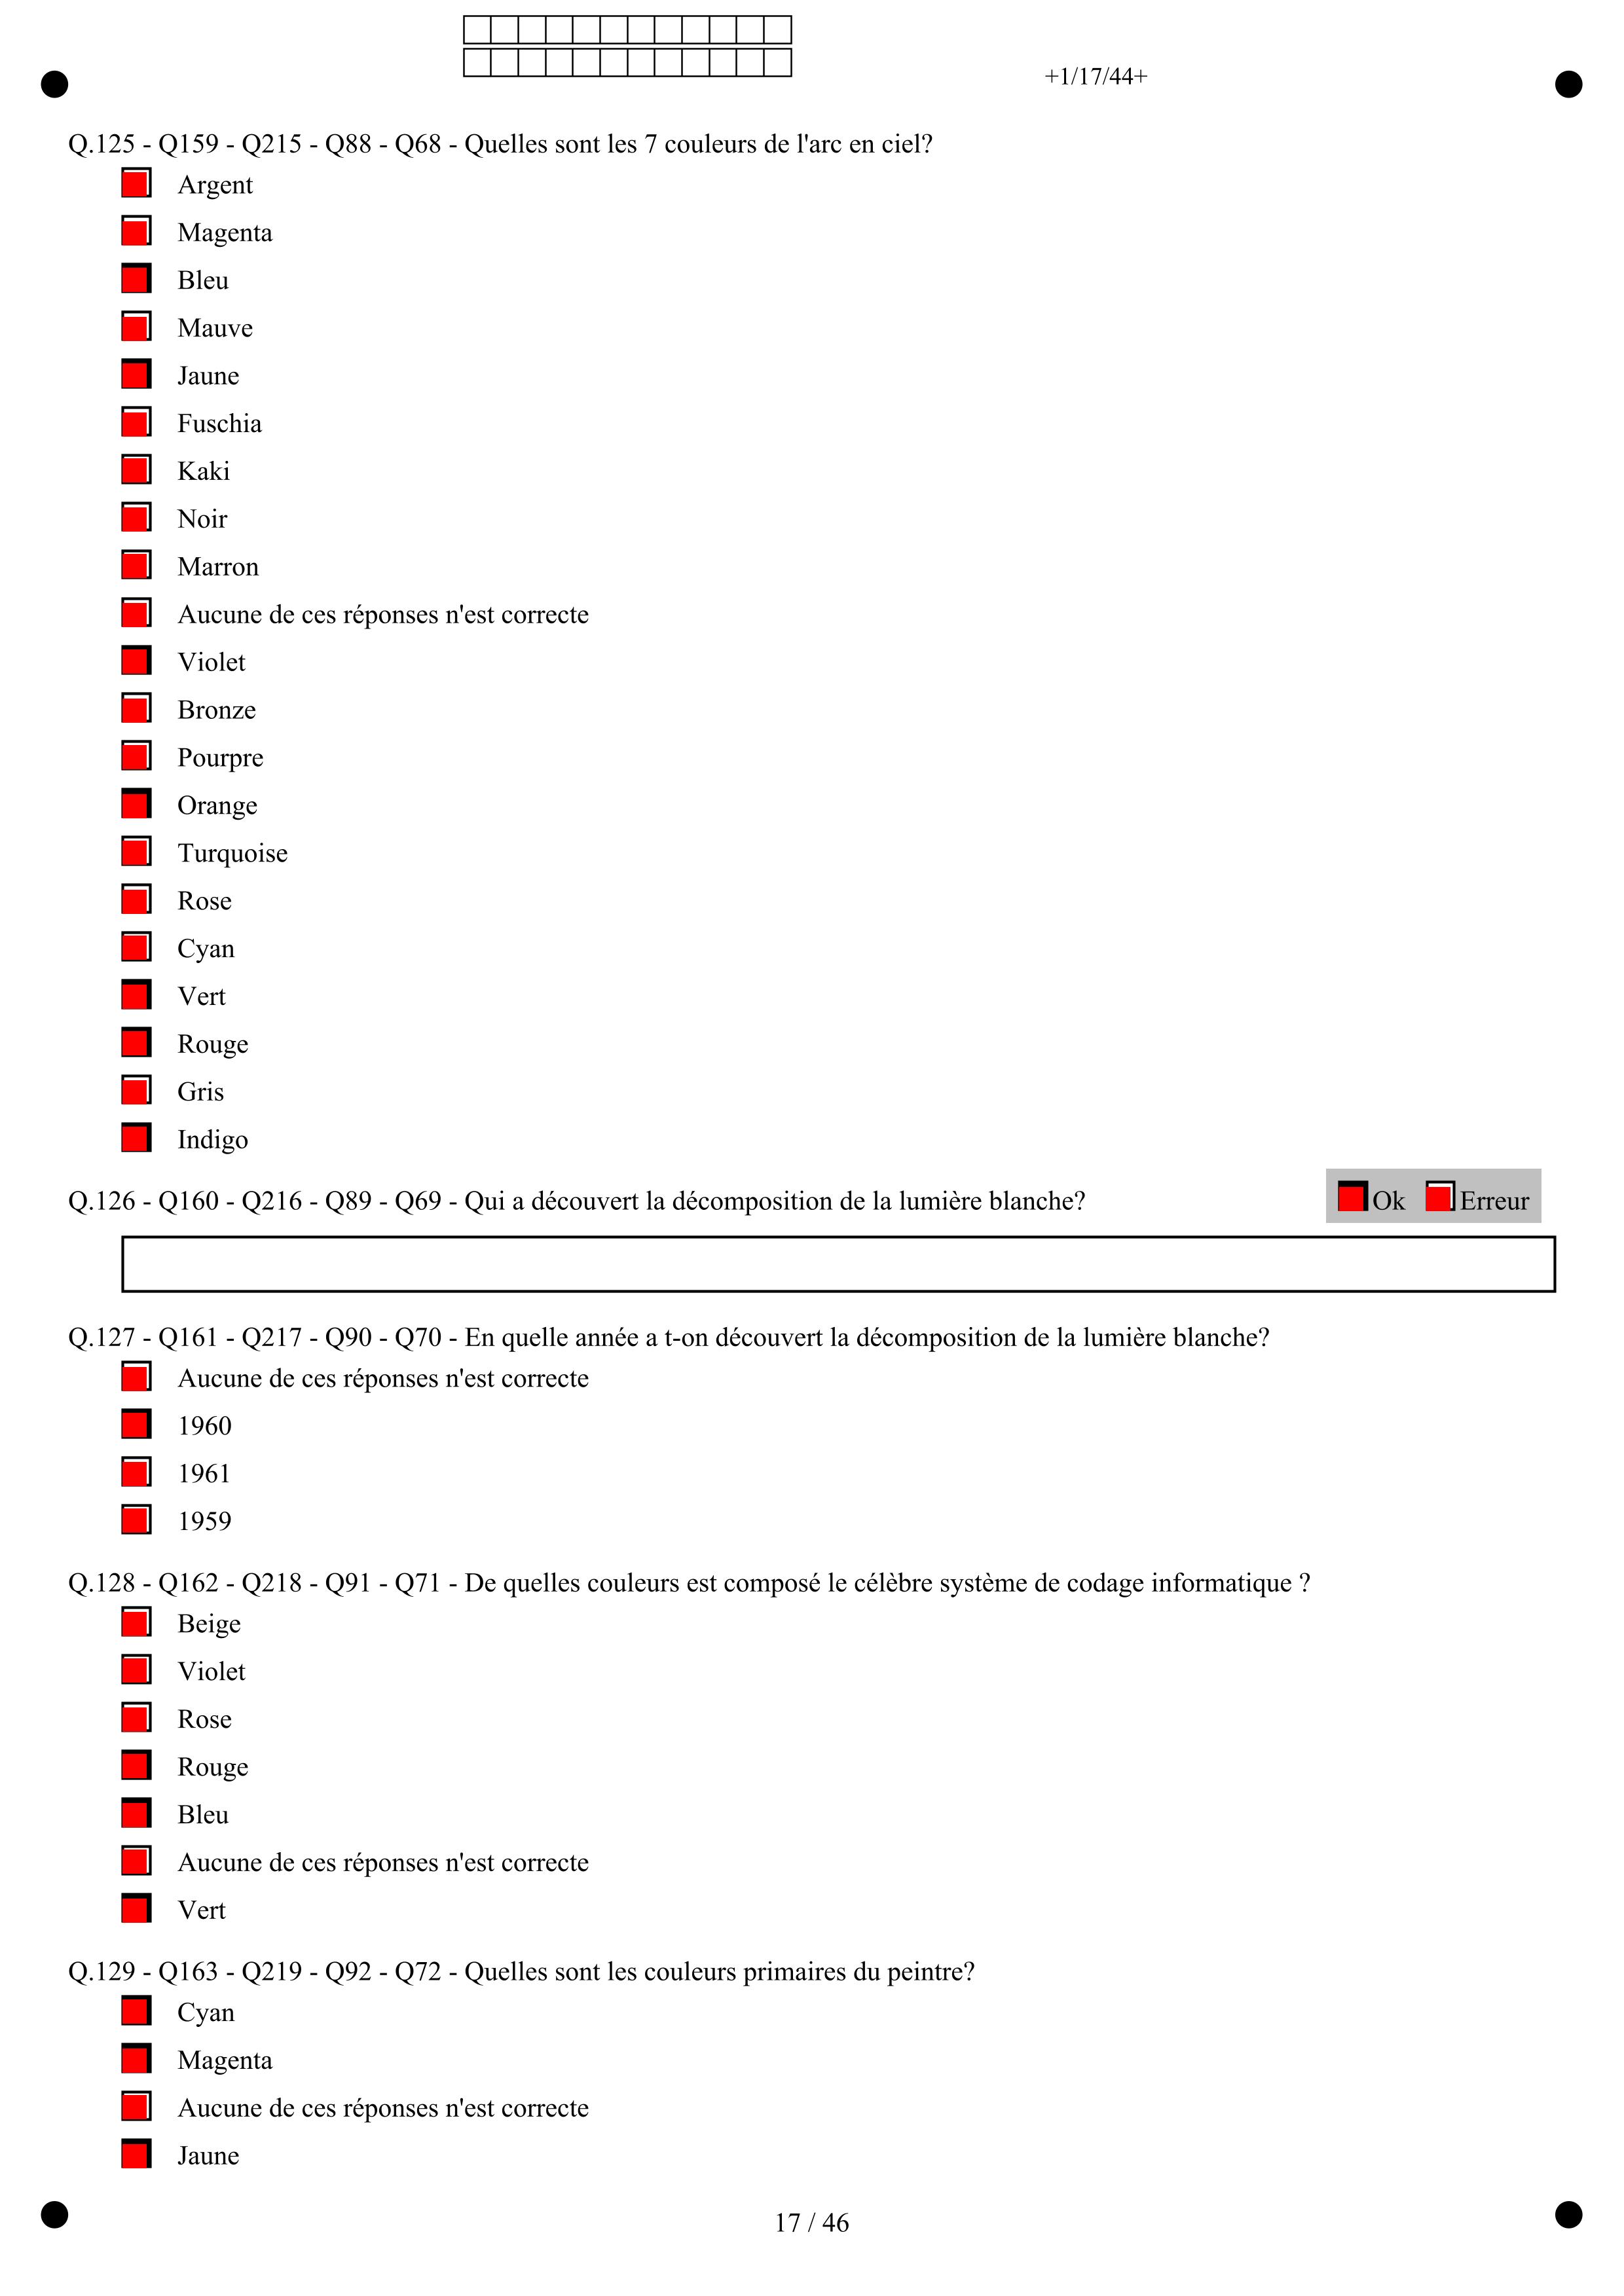 +1/17/44+
Q.125 - Q159 - Q215 - Q88 - Q68 - Quelles sont les 7 couleurs de l'arc en ciel?
Argent
Magenta
Bleu
Mauve
Jaune
Fuschia
Kaki
Noir
Marron
Aucune de ces réponses n'est correcte
Violet
Bronze
Pourpre
Orange
Turquoise
Rose
Cyan
Vert
Rouge
Gris
Indigo
Q.126 - Q160 - Q216 - Q89 - Q69 - Qui a découvert la décomposition de la lumière blanche? Ok Erreur
Q.127 - Q161 - Q217 - Q90 - Q70 - En quelle année a t-on découvert la décomposition de la lumière blanche?
Aucune de ces réponses n'est correcte
1960
1961
1959
Q.128 - Q162 - Q218 - Q91 - Q71 - De quelles couleurs est composé le célèbre système de codage informatique ?
Beige
Violet
Rose
Rouge
Bleu
Aucune de ces réponses n'est correcte
Vert
Q.129 - Q163 - Q219 - Q92 - Q72 - Quelles sont les couleurs primaires du peintre?
Cyan
Magenta
Aucune de ces réponses n'est correcte
Jaune
17 / 46